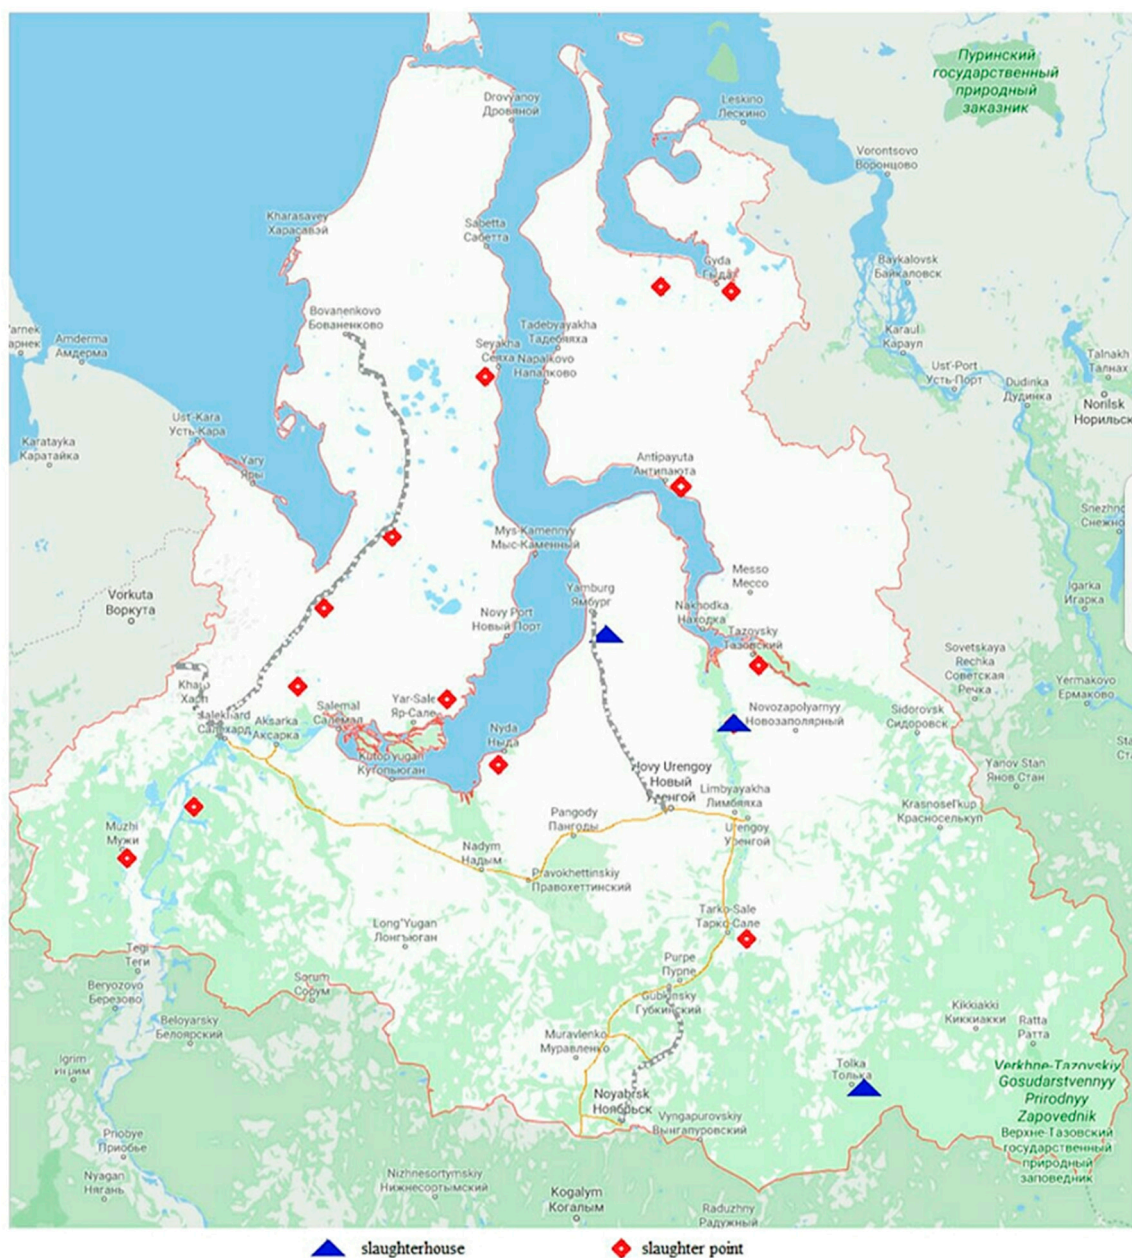 Пуринский
государственный
природный
заказник
Drovyanoy
Дровяной
Leskino
Лескино
Vorontsovo
Воронцово
Kharasavey
Харасавэй
Sabetta
Сабетта
Gyda
Baykalovsk
Байкаловск
Bovanenkovo
Бованенково
Tadebyayakha
Тадебяяха
Amderma
Амдерма
Seyakha
Сеяха
Napalkovo
Напалково
Karaul
Караул
Ust'-Port
Усть-Порт
Dudinka
Дудинка
Talnakh
Талнах
Norilsk
Норильск
Ust'-Kara
Усть-Кара
Karatayka
Каратайка
Yary
Яры
Antipayuta
Антипаюта
Mys-Kamennyy
Мыс-Каменный
Messo
Мессо
Yamburg
Ямбург
Vorkuta
Воркута
Novy Port
Новый Порт
Nakhodka
Находка
Tazovsky
Тазовский
Igarka
Игарка
Sovetskaya
Rechka
Советская
Речка
Yermakovo
Ермаково
Харп
Salemal
Салемал
Yar-Sale
Яр-Сале
Aksarka
Аксарка
Nyda
Ныда
Novozapolyarnyy
Новозаполярный
Sidorovsk
Сидоровск
Kutop'yugan
Кутопьюган
Urengoy
Новый
Limbyayakha
Лимбяяха
Yanov Stan
Янов Стан
Krasnosel'kup
Красноселькуп
Pangody
Пангоды
Urengoy
Уренгой
Muzhi
Мужи
Nadym
Надым
Pravokhettinskiy
Правохеттинский
Long'Yugan
Лонгъюган
Tarko-Sale
Тарко-Сале
Tegi
Теги
Beryozovo
Березово
Sorum
Сорум
Purpe
Пурпе
Gubkinsky
Губкинский
Beloyarsky
Белоярский
Kikkiakki
Киккиакки
Ratta
Ратта
Muravlenko
Муравленко
Igrim
Игрим
Tolka
Толька
Verkhne-Tazovskiy
Gosudarstvennyy
Prirodnyy
Zapovednik
Верхне-Тазовский
государственный
природный
заповедник
Noyabrsk
Ноябрьск
Vyngapurovskiy
Вынгапуровский
Priobye
Приобье
Nyagan
Нягань
Nizhnesortymskiy
Нижнесортымский
Kogalym
Когалым
Raduzhny
Радужный
slaughterhouse
slaughter point